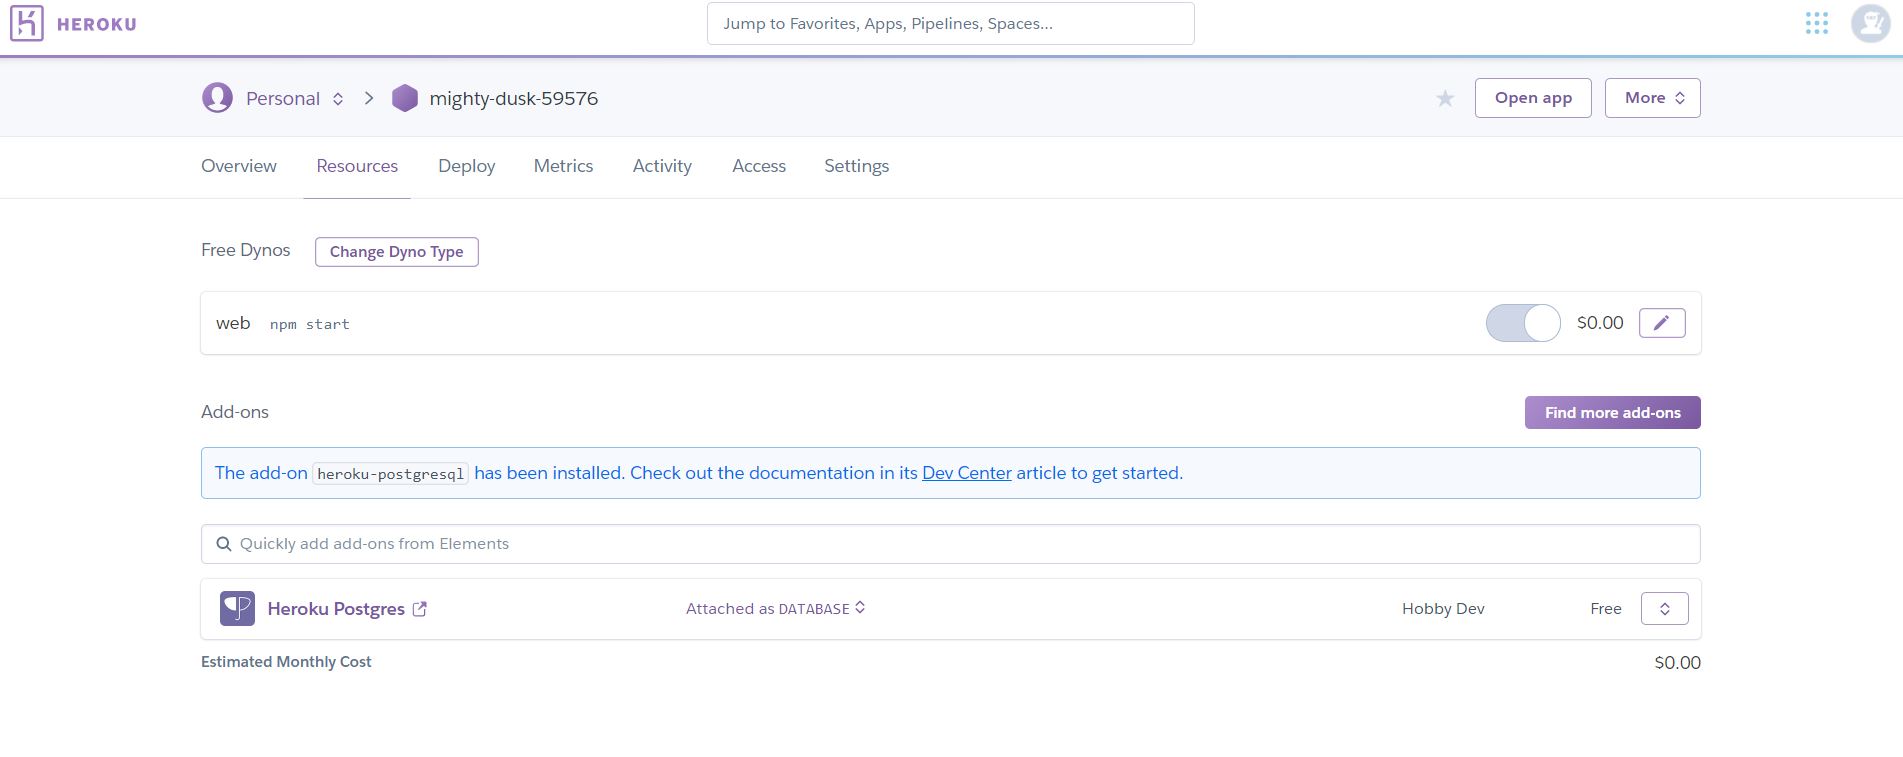 HEROKU
Jump to Favorites, Apps, Pipelines, Spaces...
Personal mighty-dusk-59576 Open app More
Overview Resources Deploy Metrics Activity Access Settings
Free Dynos Change Dyno Type
web npm start $0.00
Add-ons Find more add-ons
The add-on heroku-postgresql has been installed. Check out the documentation in its Dev Center article to get started.
Quickly add add-ons from Elements
Heroku Postgres Attached as DATABASE Hobby Dev Free
Estimated Monthly Cost $0.00